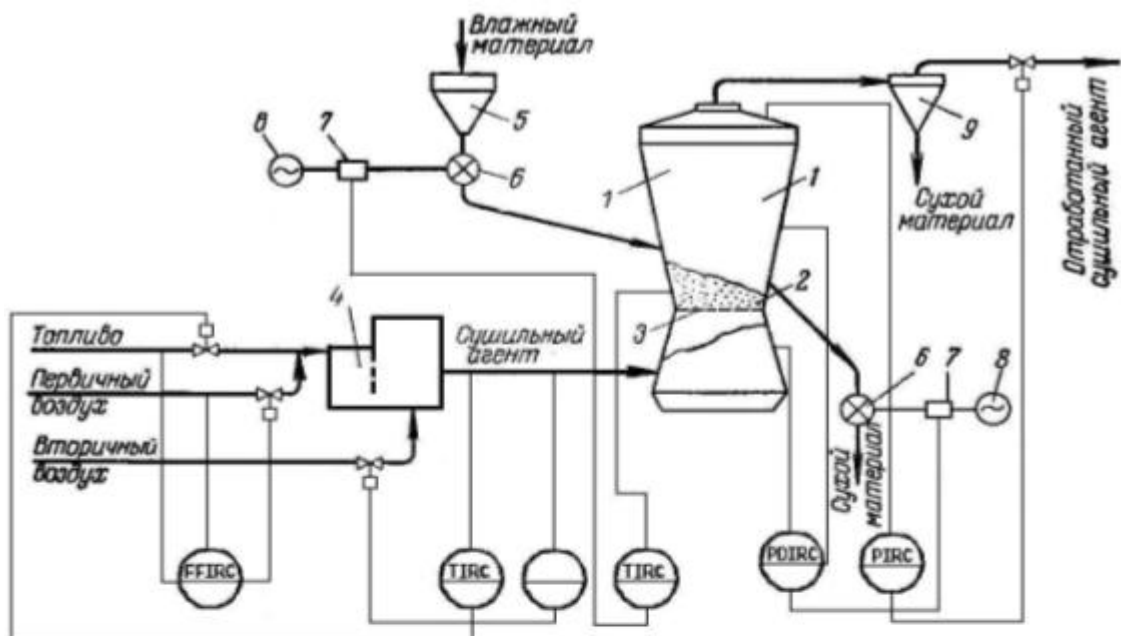 Влажный
материал
8
7
5
6
1
1
9
Сухой
материал
Отработанный
сушильный агент
4
Сушильный
агент
2
3
Топливо
Первичный
воздух
Вторичный
воздух
6
7
8
Сухой
материал
FFIRC
TIRC
TIRC
PDIRC
PIRC